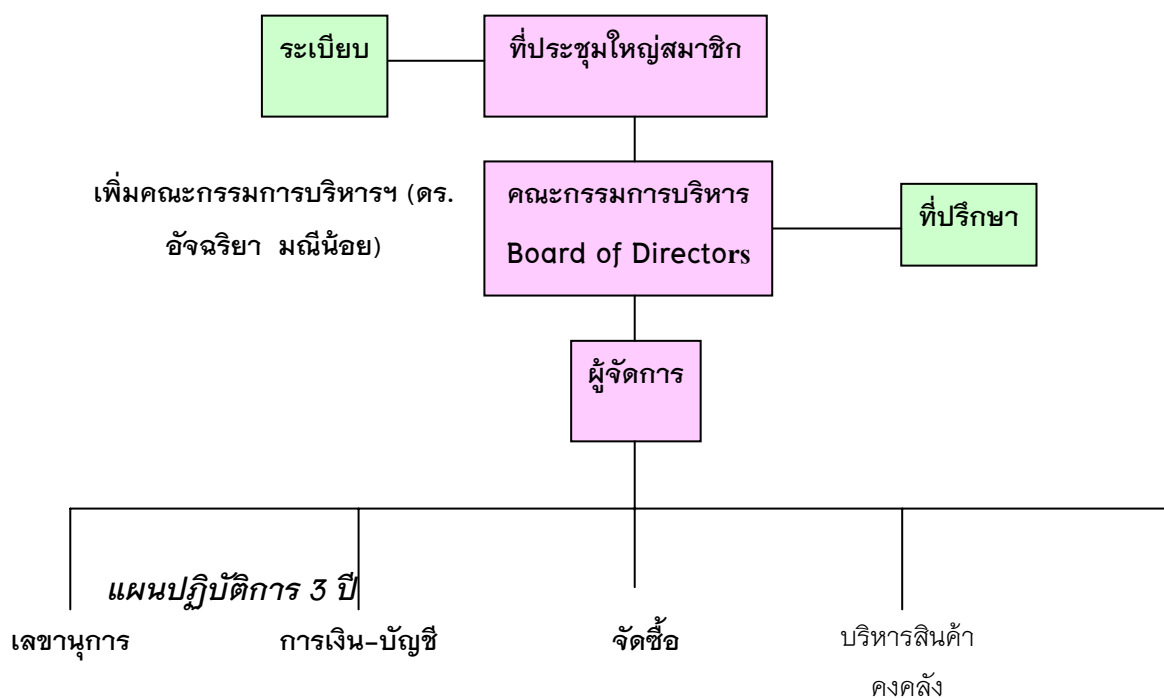 ระเบียบ
ที่ประชุมใหญ่สมาชิก
เพิ่มคณะกรรมการบริหารฯ (ดร.
อัจฉริยา มณีน้อย)
คณะกรรมการบริหาร
Board of Directors
ที่ปรึกษา
ผู้จัดการ
แผนปฏิบัติการ 3 ปี
เลขานุการ
การเงิน-บัญชี
จัดซื้อ
บริหารสินค้า
คงคลัง